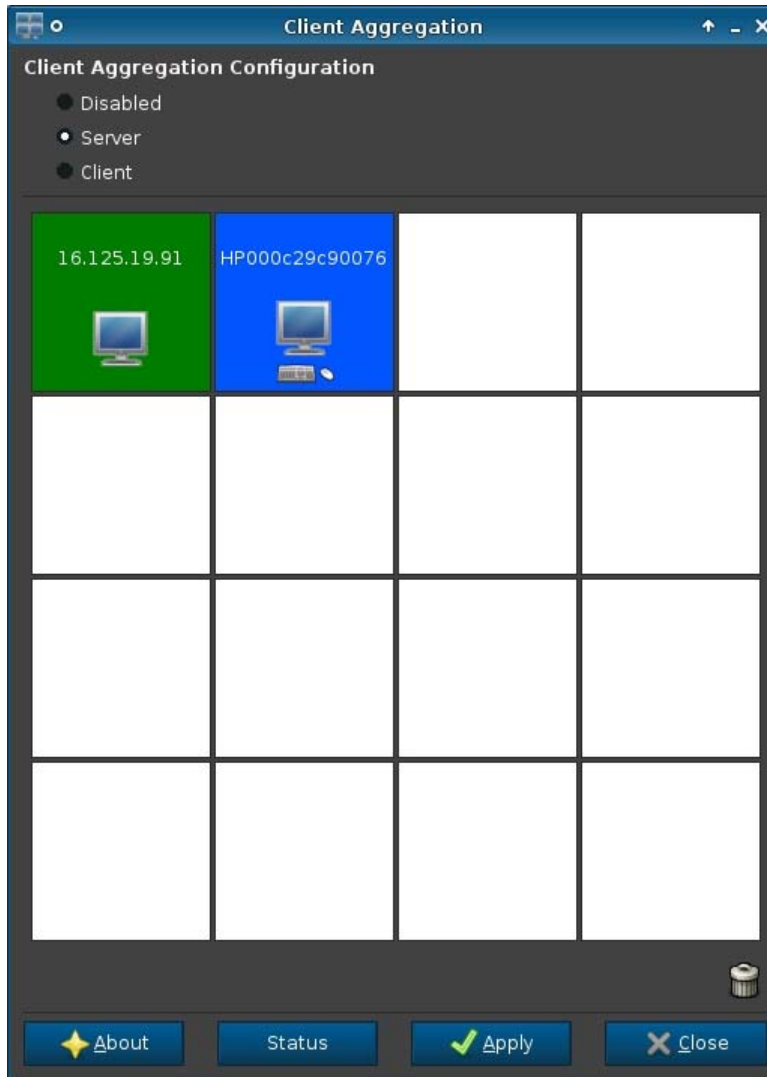 Client Aggregation
Client Aggregation Configuration
Disabled
Server
Client
16.125.19.91
HP000c29c90076
About
Status
Apply
Close